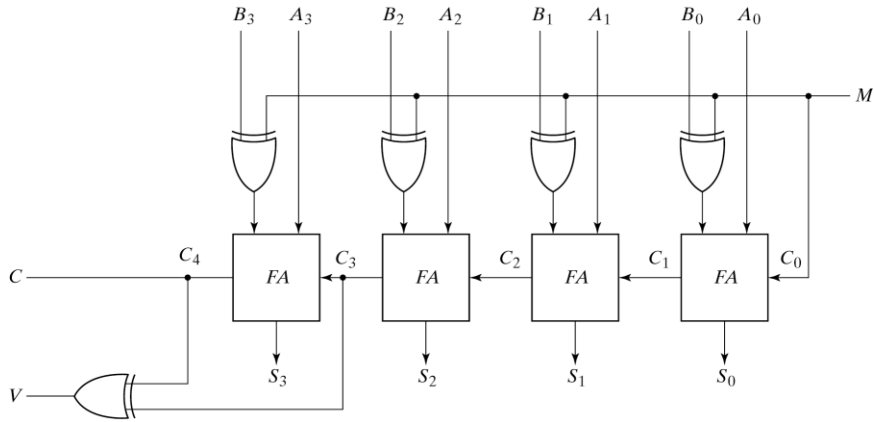 B₃ A₃ B₂ A₂ B₁ A₁ B₀ A₀
M
C₄ C₃ C₂ C₁ C₀
C FA FA FA FA
S₃ S₂ S₁ S₀
V